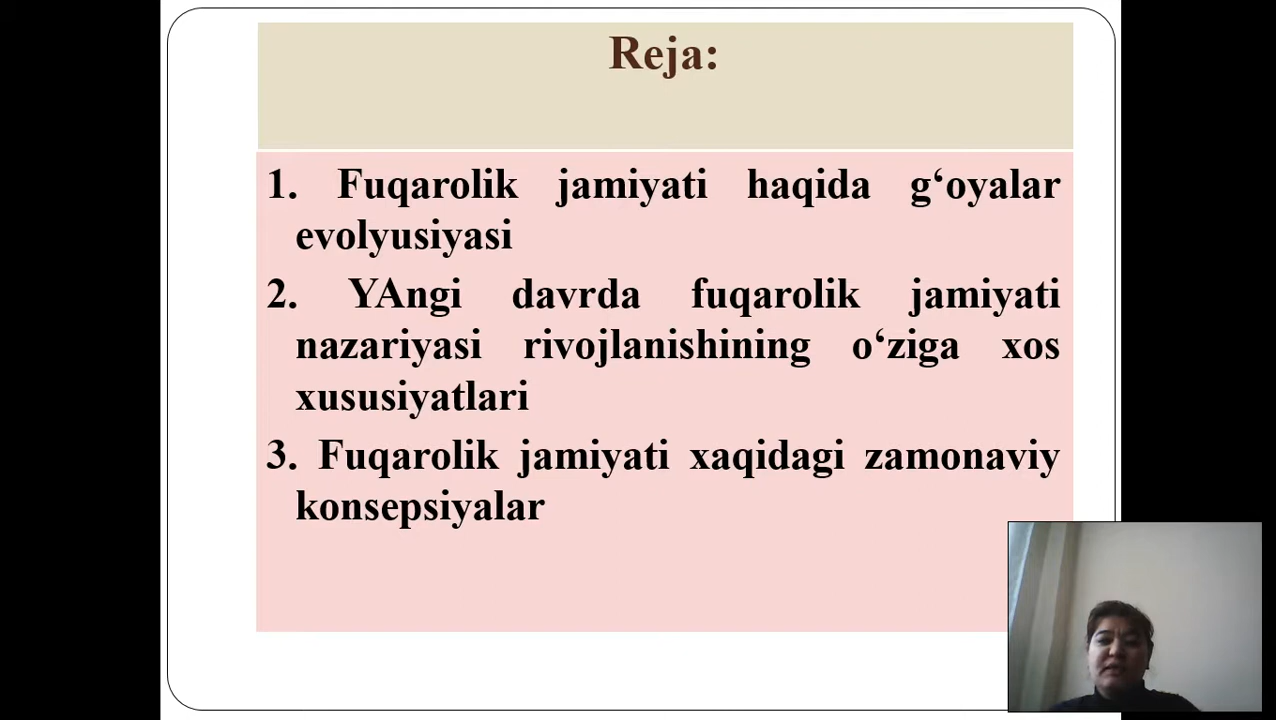 Reja:
1. Fuqarolik jamiyati haqida g‘oyalar
evolyusiyasi
2. YAngi davrda fuqarolik jamiyati
nazariyasi rivojlanishining o‘ziga xos
xususiyatlari
3. Fuqarolik jamiyati xaqidagi zamonaviy
konsepsiyalar